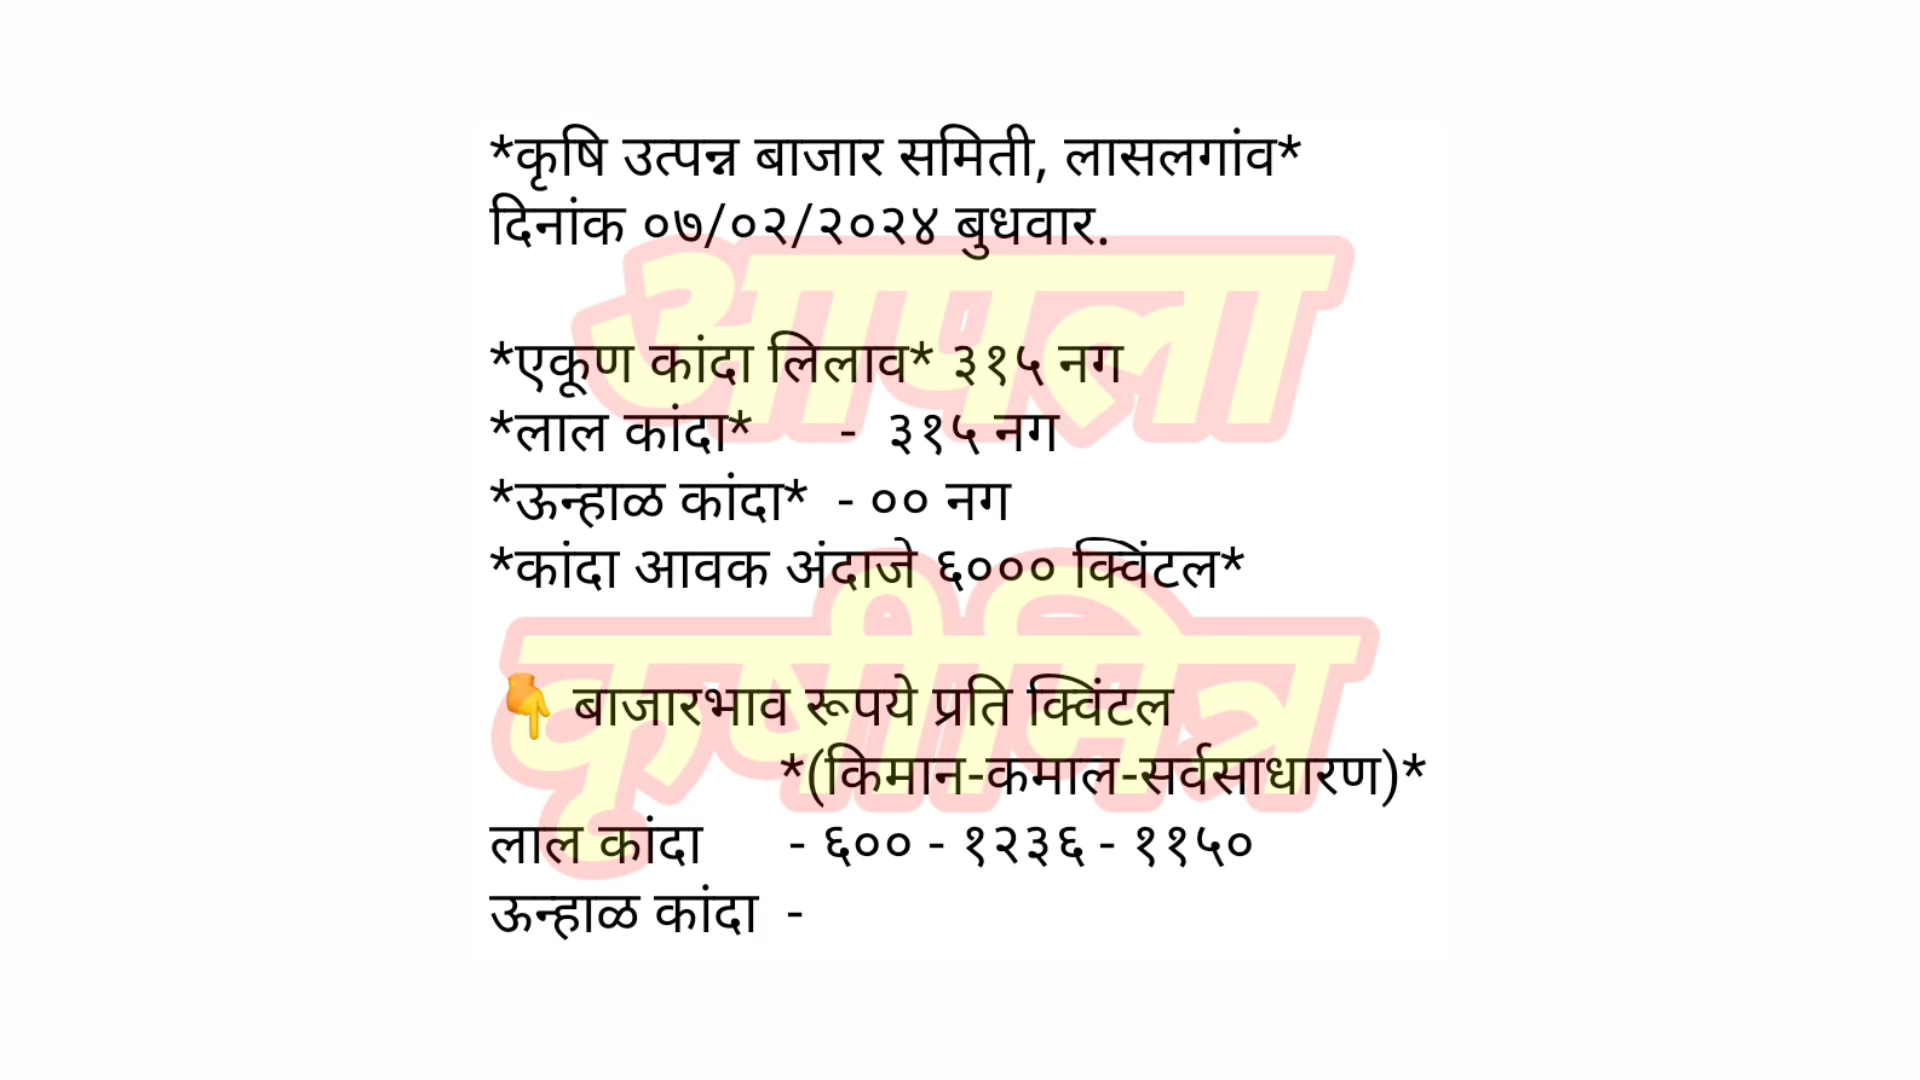 *कृषि उत्पन्न बाजार समिती, लासलगांव*
दिनांक ०७/०२/२०२४ बुधवार.
आपला
*एकूण कांदा लिलाव* ३१५ नग
*लाल कांदा* - ३१५ नग
*ऊन्हाळ कांदा* - ०० नग
*कांदा आवक अंदाजे ६००० क्विंटल*
कृषीमित्र
👇 बाजारभाव रूपये प्रति क्विंटल
*(किमान-कमाल-सर्वसाधारण)*
लाल कांदा - ६०० - १२३६ - ११५०
ऊन्हाळ कांदा -